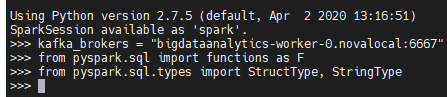 Using Python version 2.7.5 (default, Apr  2 2020 13:16:51)
SparkSession available as 'spark'.
>>> kafka_brokers = "bigdataanalytics-worker-0.novalocal:6667"
>>> from pyspark.sql import functions as F
>>> from pyspark.sql.types import StructType, StringType
>>>